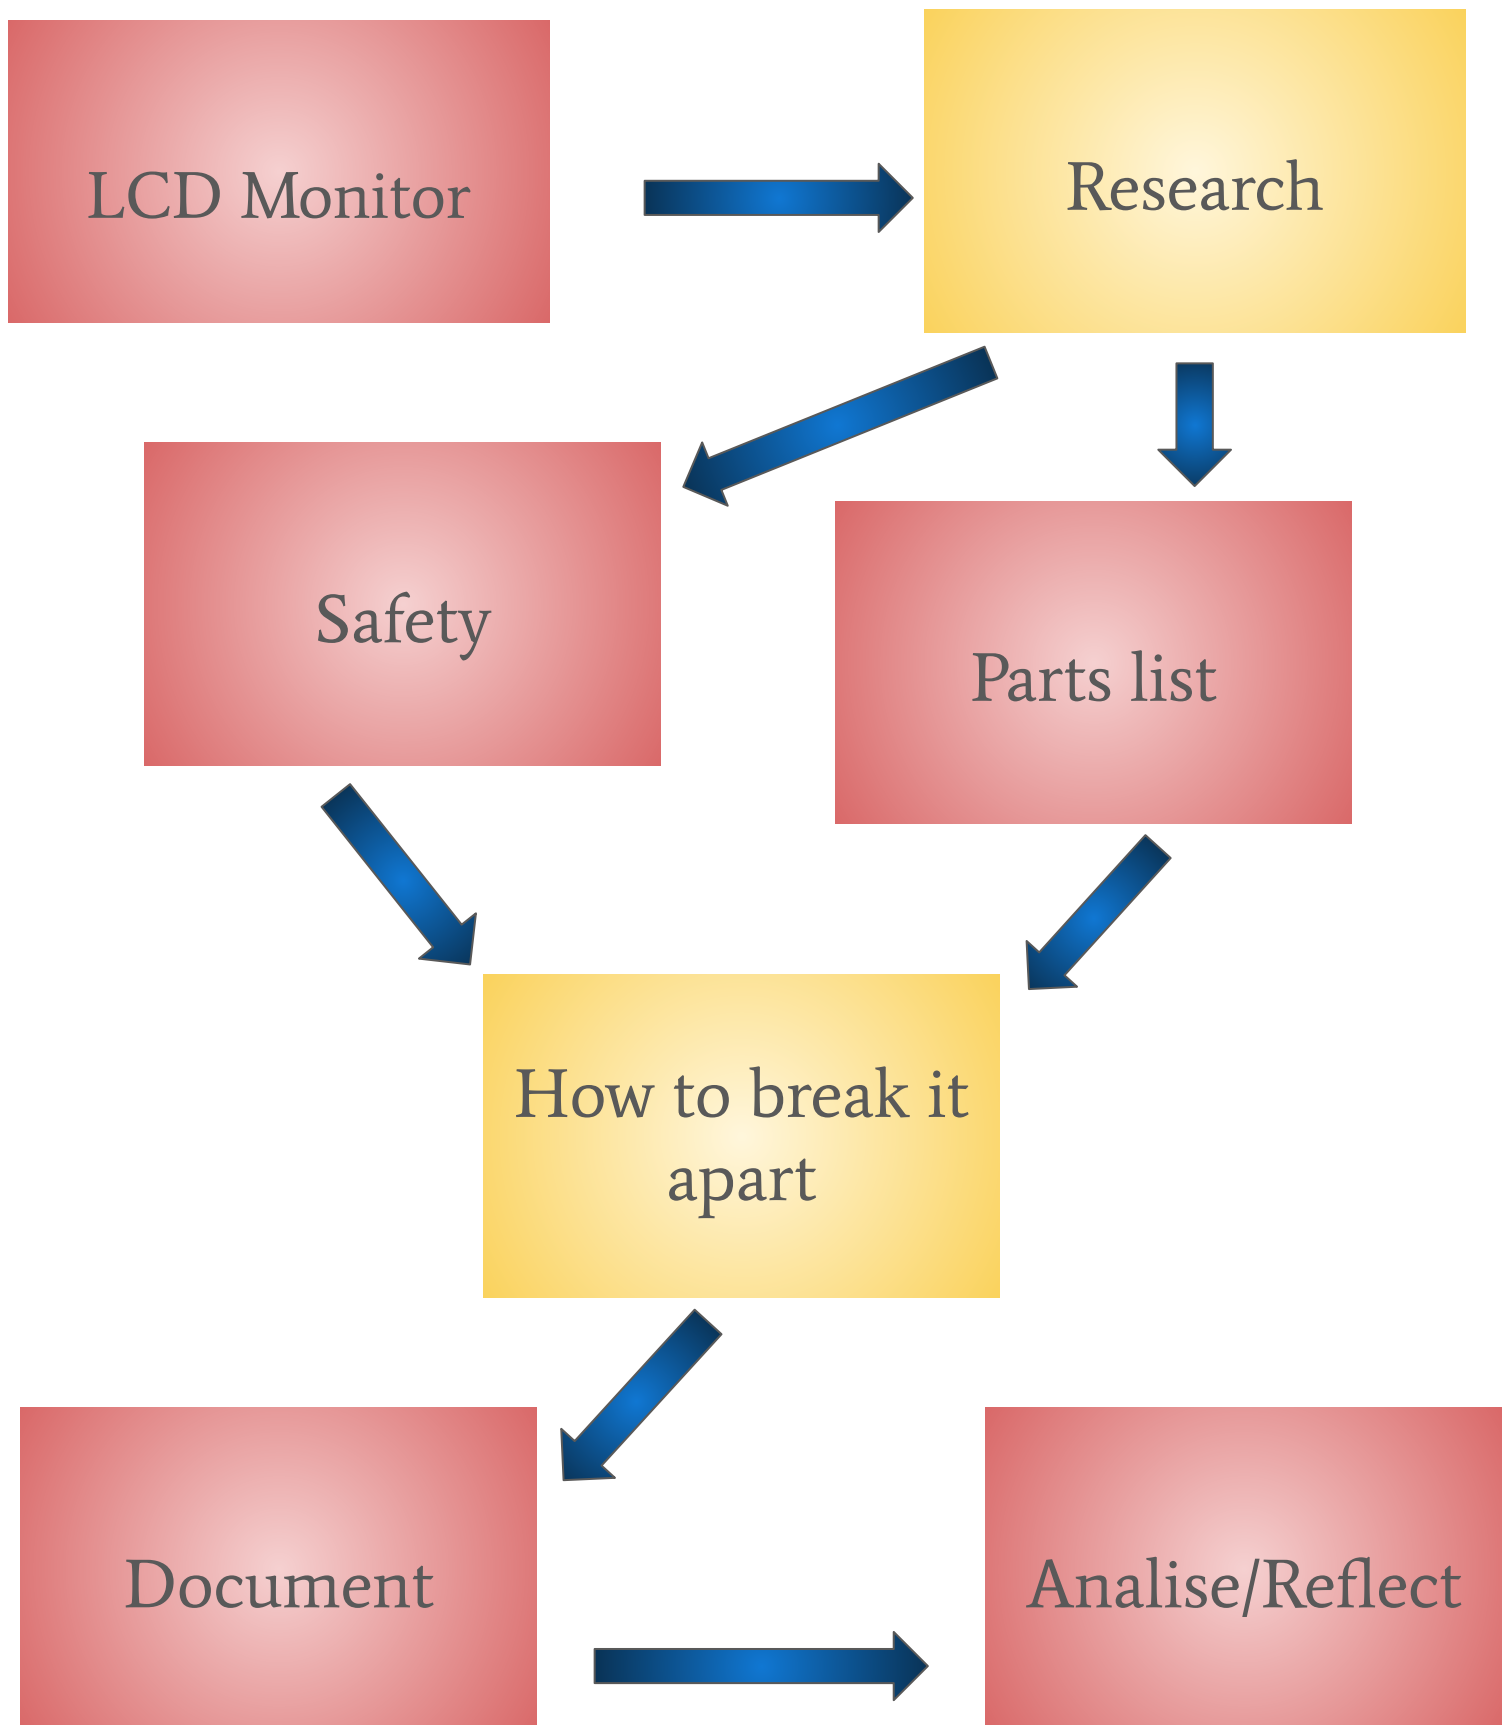 LCD Monitor
Research
Safety
Parts list
How to break it
apart
Document
Analise/Reflect